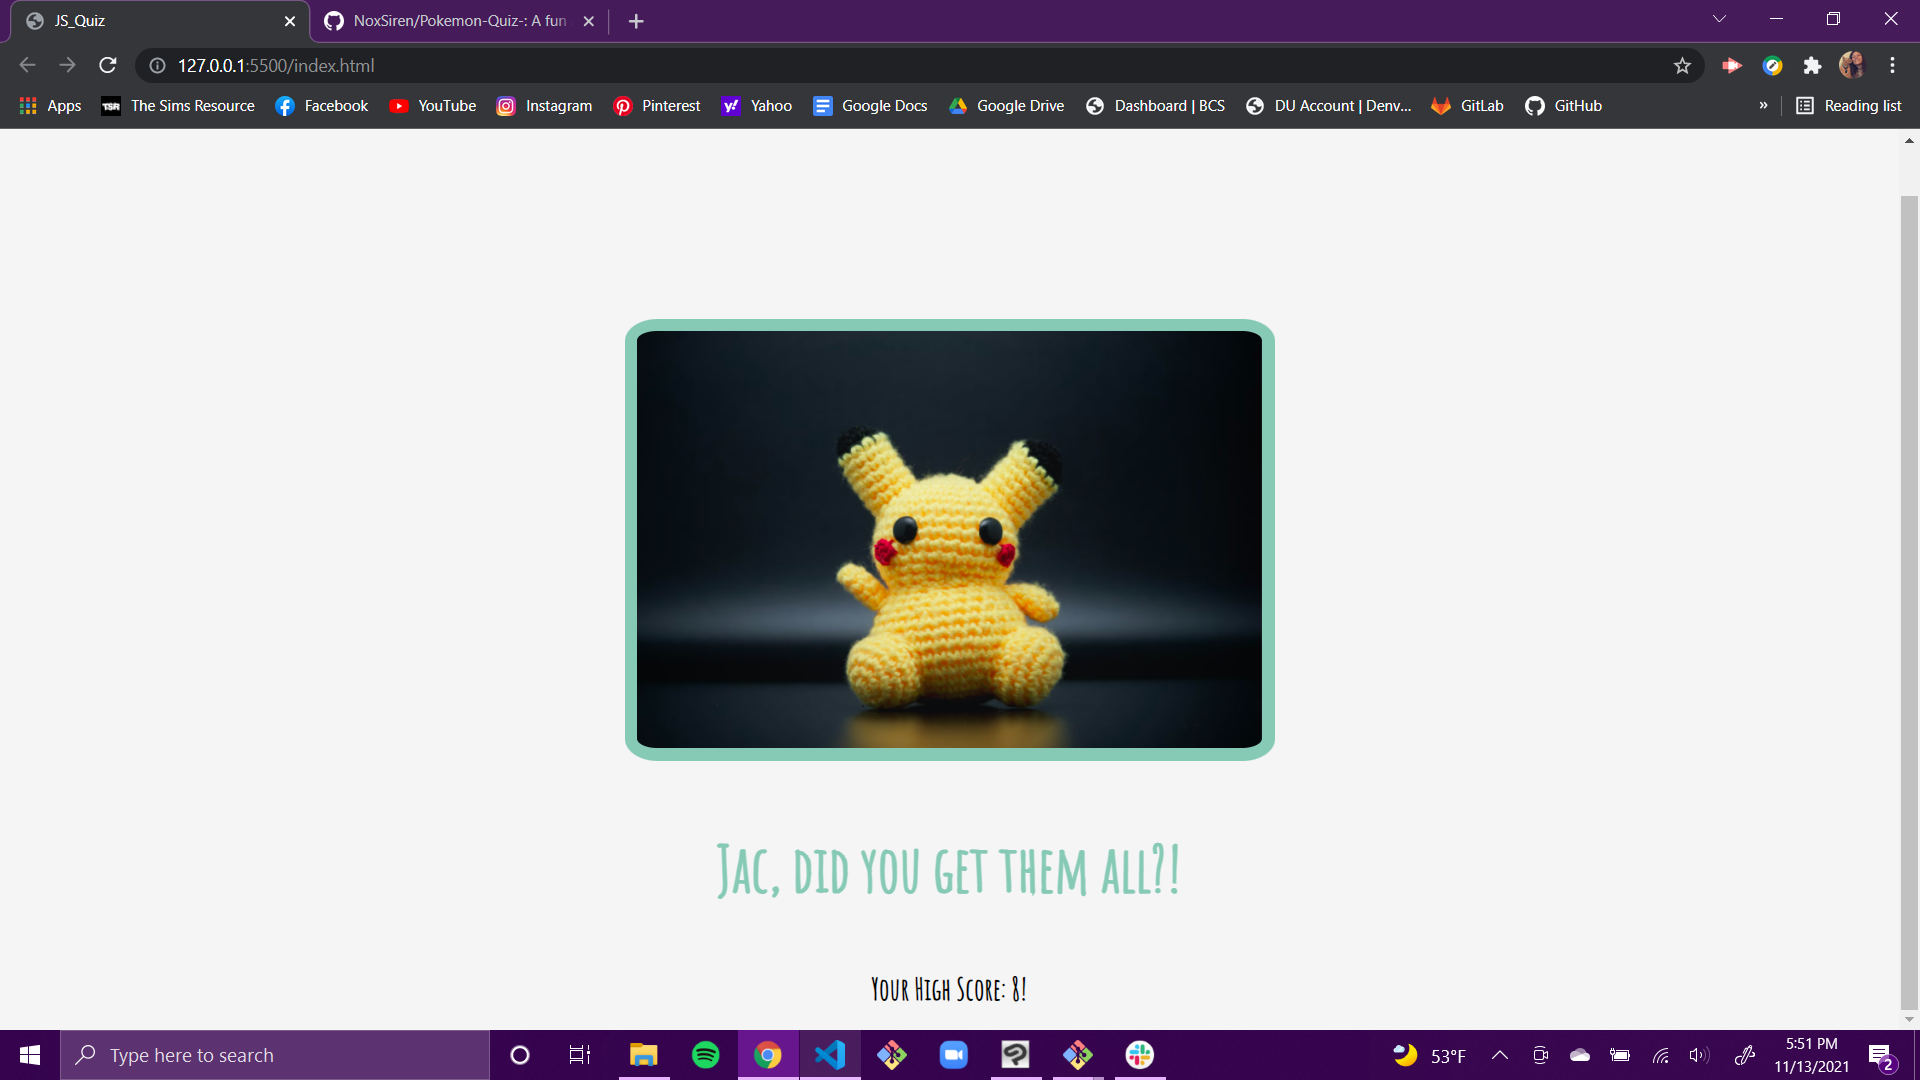 JS_Quiz
NoxSiren/Pokemon-Quiz-: A fun
127.0.0.1:5500/index.html
Apps
TSR The Sims Resource
Facebook
YouTube
Instagram
Pinterest
Yahoo
Google Docs
Google Drive
Dashboard | BCS
DU Account | Denv...
GitLab
GitHub
»
Reading list
Jac, did you get them all?!
Your High Score: 8!
Type here to search
53°F
5:51 PM
11/13/2021
2